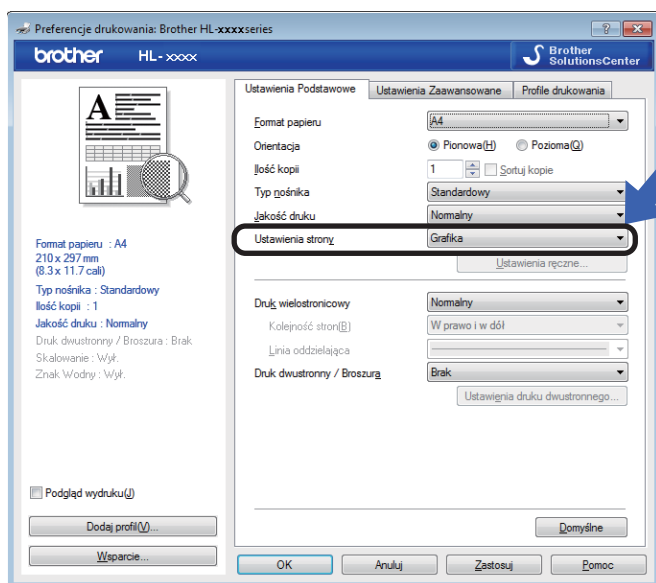 Preferencje drukowania: Brother HL-xxxxseries
brother HL-xxxx
Brother
SolutionsCenter
Ustawienia Podstawowe
Ustawienia Zaawansowane
Profile drukowania
A
Format papieru A4
Orientacja Pionowa(H) Pozioma(Q)
Ilość kopii 1 Sortuj kopie
Typ nośnika Standardowy
Jakość druku Normalny
Ustawienia strony Grafika
Ustawienia ręczne...
Format papieru : A4
210 x 297 mm
(8.3 x 11.7 cali)
Typ nośnika : Standardowy
Ilość kopii : 1
Jakość druku : Normalny
Druk dwustronny / Broszura : Brak
Skalowanie : Wył.
Znak Wodny : Wył.
Druk wielostronicowy Normalny
Kolejność stron(B) W prawo i w dół
Linia oddzielająca
Druk dwustronny / Broszura Brak
Ustawienia druku dwustronnego...
Podgląd wydruku(J)
Dodaj profil(V)...
Domyślne
Wsparcie...
OK Anuluj Zastosuj Pomoc